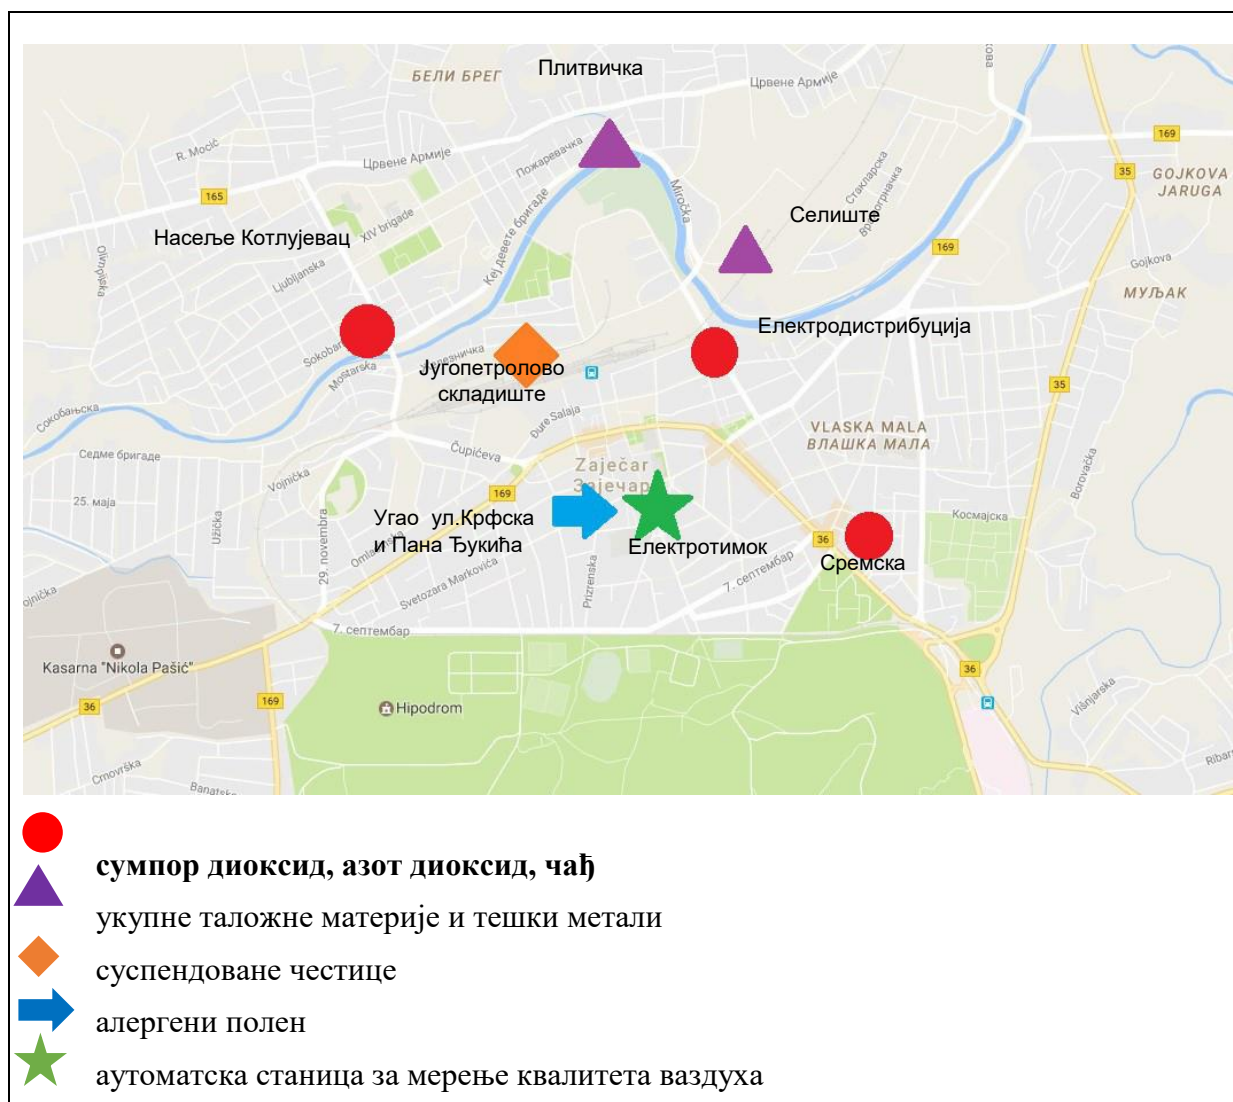 Плитвичка
БЕЛИ БРЕГ
Црвене Армије
R. Mocić
Црвене Армије
Пожаревачка
169
35
GOJKOVA
JARUGA
165
XIV brigade
Кеј девете бригаде
Miročka
Стакларска
Насеље Котлујевац
Селиште
169
Ljubljanska
Gojkova
МУЉАК
Електродистрибуција
Moštarska
Југопетролово
складиште
35
Сокобањска
Đure Salaja
VLASKA MALA
ВЛАШКА МАЛА
Седме бригаде
Čupićeva
Zaječar
Зајечар
Vojnička
25. maja
169
Borovačka
Užička
29. novembra
Угао ул.Крфска
и Пана Ђукића
Космајска
Електротимок
36
Сремска
Svetozara Markovića
Prizrenska
7. септембар
7. септембар
Kasarna "Nikola Pašić"
36
169
36
Hipodrom
Višnjarska
Crnovrška
сумпор диоксид, азот диоксид, чађ
укупне таложне материје и тешки метали
суспендоване честице
алергени полен
аутоматска станица за мерење квалитета ваздуха